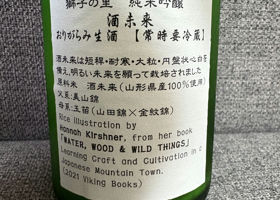 獅子の里　純米吟醸
酒未来
おりがらみ生酒　【常時要冷蔵】
酒未来は短稈・耐寒・大粒・円盤状心白を
備え、明るい未来を願って栽培されました
原料米　酒未来（山形県産100％使用）
父系：美山錦
母系：玉苗（山田錦×金紋錦）
Rice illustration by
Hannah Kirshner, from her book
「WATER, WOOD & WILD THINGS」
Learning Craft and Cultivation in a
Japanese Mountain Town.
(2021 Viking Books)